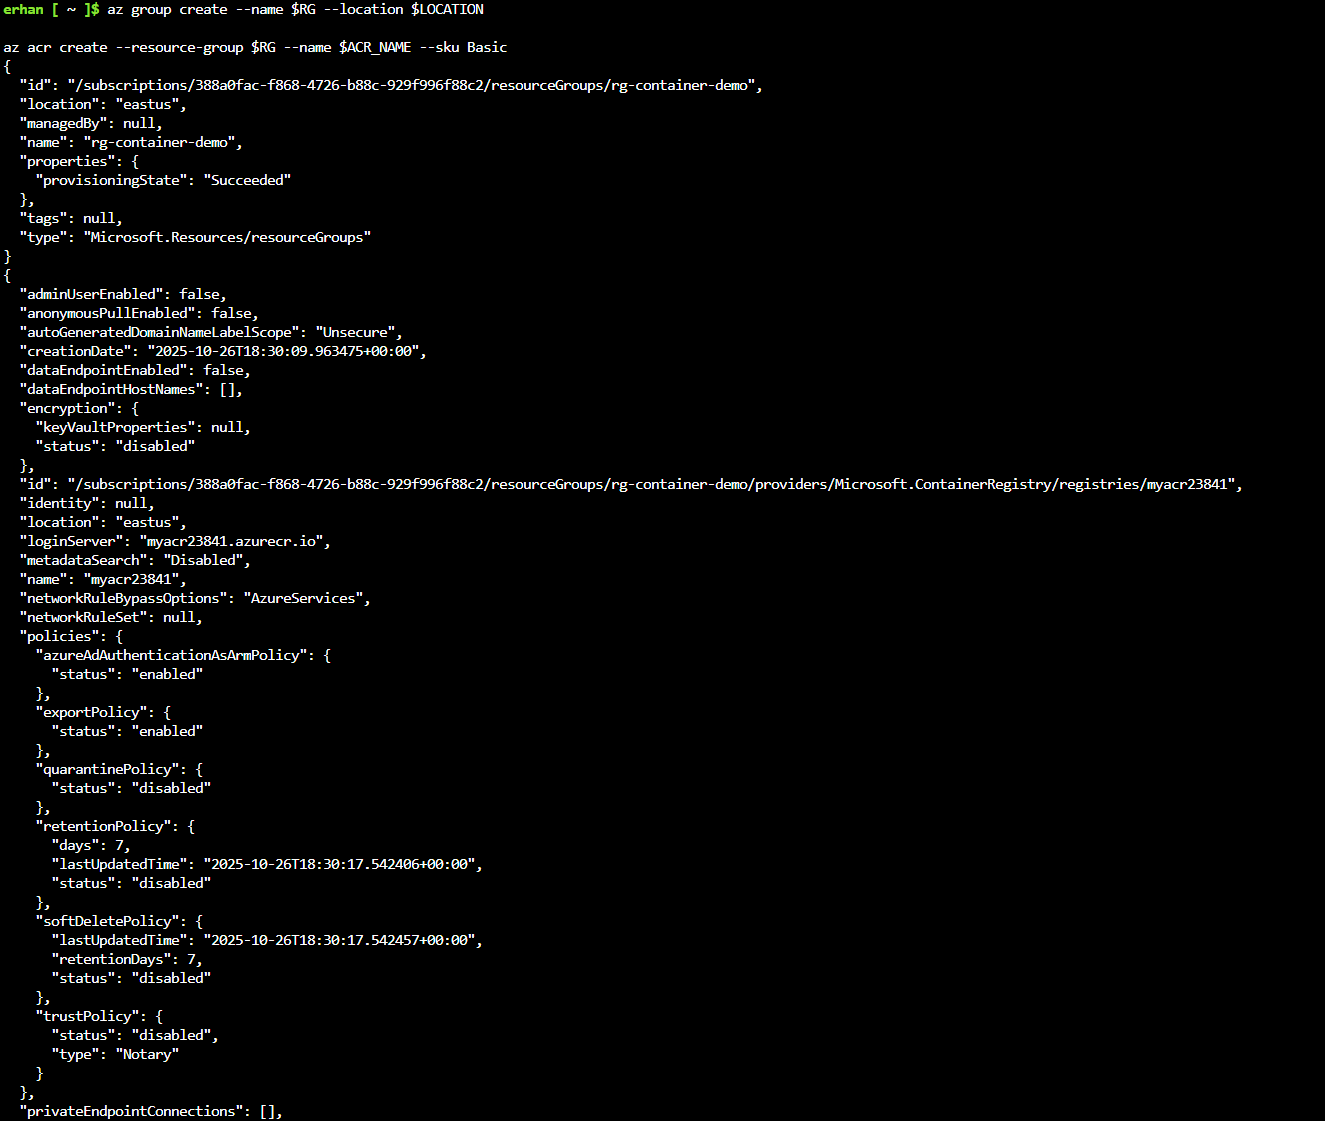 erhan [ ~ ]$ az group create --name $RG --location $LOCATION

az acr create --resource-group $RG --name $ACR_NAME --sku Basic
{
  "id": "/subscriptions/388a0fac-f868-4726-b88c-929f996f88c2/resourceGroups/rg-container-demo",
  "location": "eastus",
  "managedBy": null,
  "name": "rg-container-demo",
  "properties": {
    "provisioningState": "Succeeded"
  },
  "tags": null,
  "type": "Microsoft.Resources/resourceGroups"
}
{
  "adminUserEnabled": false,
  "anonymousPullEnabled": false,
  "autoGeneratedDomainNameLabelScope": "Unsecure",
  "creationDate": "2025-10-26T18:30:09.963475+00:00",
  "dataEndpointEnabled": false,
  "dataEndpointHostNames": [],
  "encryption": {
    "keyVaultProperties": null,
    "status": "disabled"
  },
  "id": "/subscriptions/388a0fac-f868-4726-b88c-929f996f88c2/resourceGroups/rg-container-demo/providers/Microsoft.ContainerRegistry/registries/myacr23841",
  "identity": null,
  "location": "eastus",
  "loginServer": "myacr23841.azurecr.io",
  "metadataSearch": "Disabled",
  "name": "myacr23841",
  "networkRuleBypassOptions": "AzureServices",
  "networkRuleSet": null,
  "policies": {
    "azureAdAuthenticationAsArmPolicy": {
      "status": "enabled"
    },
    "exportPolicy": {
      "status": "enabled"
    },
    "quarantinePolicy": {
      "status": "disabled"
    },
    "retentionPolicy": {
      "days": 7,
      "lastUpdatedTime": "2025-10-26T18:30:17.542406+00:00",
      "status": "disabled"
    },
    "softDeletePolicy": {
      "lastUpdatedTime": "2025-10-26T18:30:17.542457+00:00",
      "retentionDays": 7,
      "status": "disabled"
    },
    "trustPolicy": {
      "status": "disabled",
      "type": "Notary"
    }
  },
  "privateEndpointConnections": [],